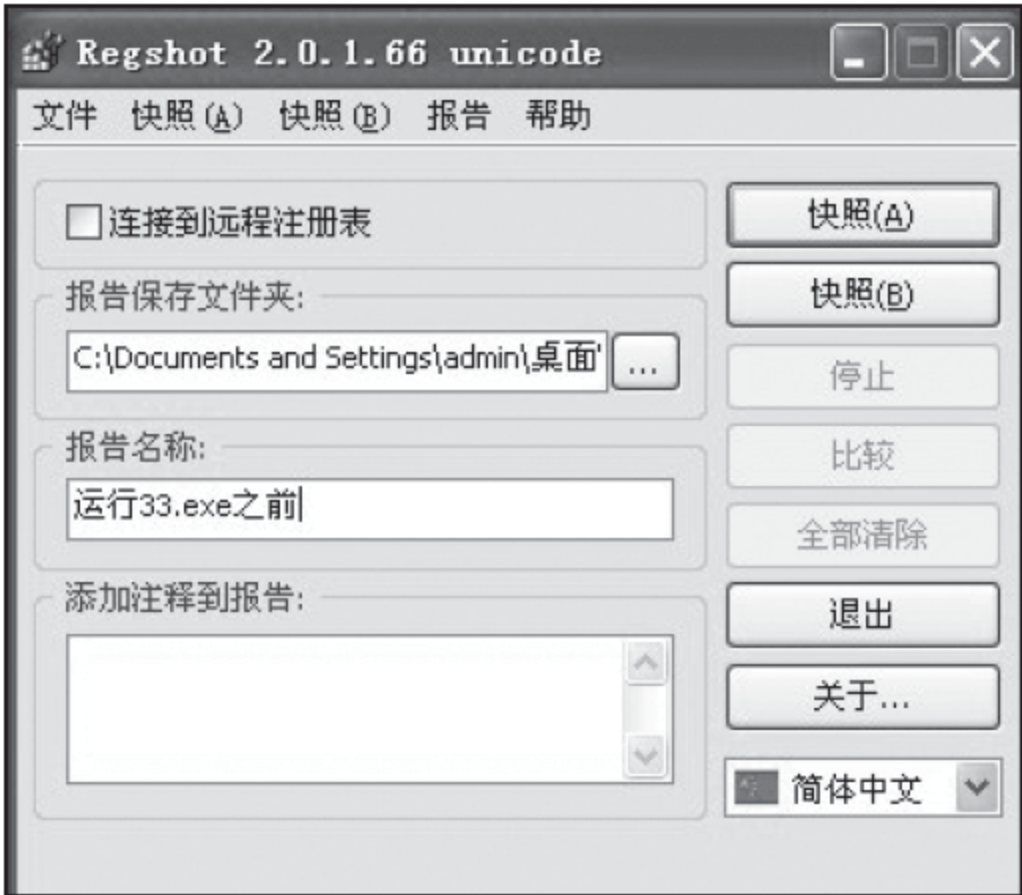 Regshot 2.0.1.66 unicode
文件 快照(A) 快照(B) 报告 帮助
连接到远程注册表
报告保存文件夹:
C:\Documents and Settings\admin\桌面'
...
报告名称:
运行33.exe之前
添加注释到报告:
快照(A)
快照(B)
停止
比较
全部清除
退出
关于...
简体中文